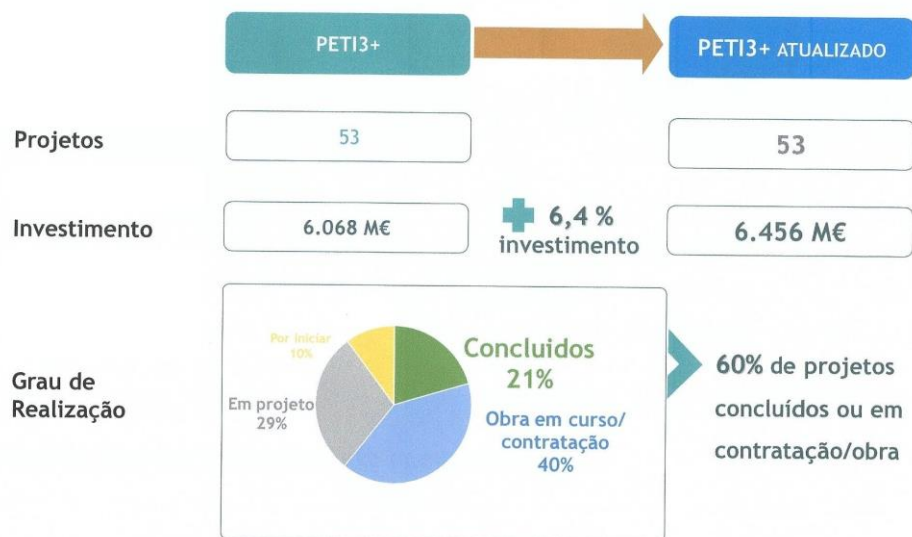 PETI3+
PETI3+ ATUALIZADO
Projetos
53
53
Investimento
6.068 M€
6,4 %
investimento
6.456 M€
Grau de
Realização
Por iniciar
10%
Concluidos
21%
Em projeto
29%
Obra em curso/
contratação
40%
60% de projetos
concluídos ou em
contratação/obra